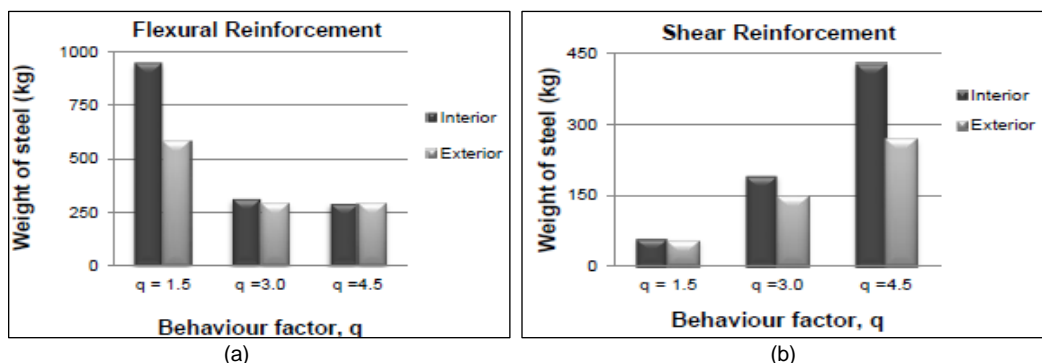 Flexural Reinforcement
Weight of steel (kg)
1000
750
500
250
0
q = 1.5
q =3.0
q =4.5
Behaviour factor, q
Interior
Exterior
(a)
Shear Reinforcement
Weight of steel (kg)
450
300
150
0
q = 1.5
q =3.0
q =4.5
Behaviour factor, q
Interior
Exterior
(b)